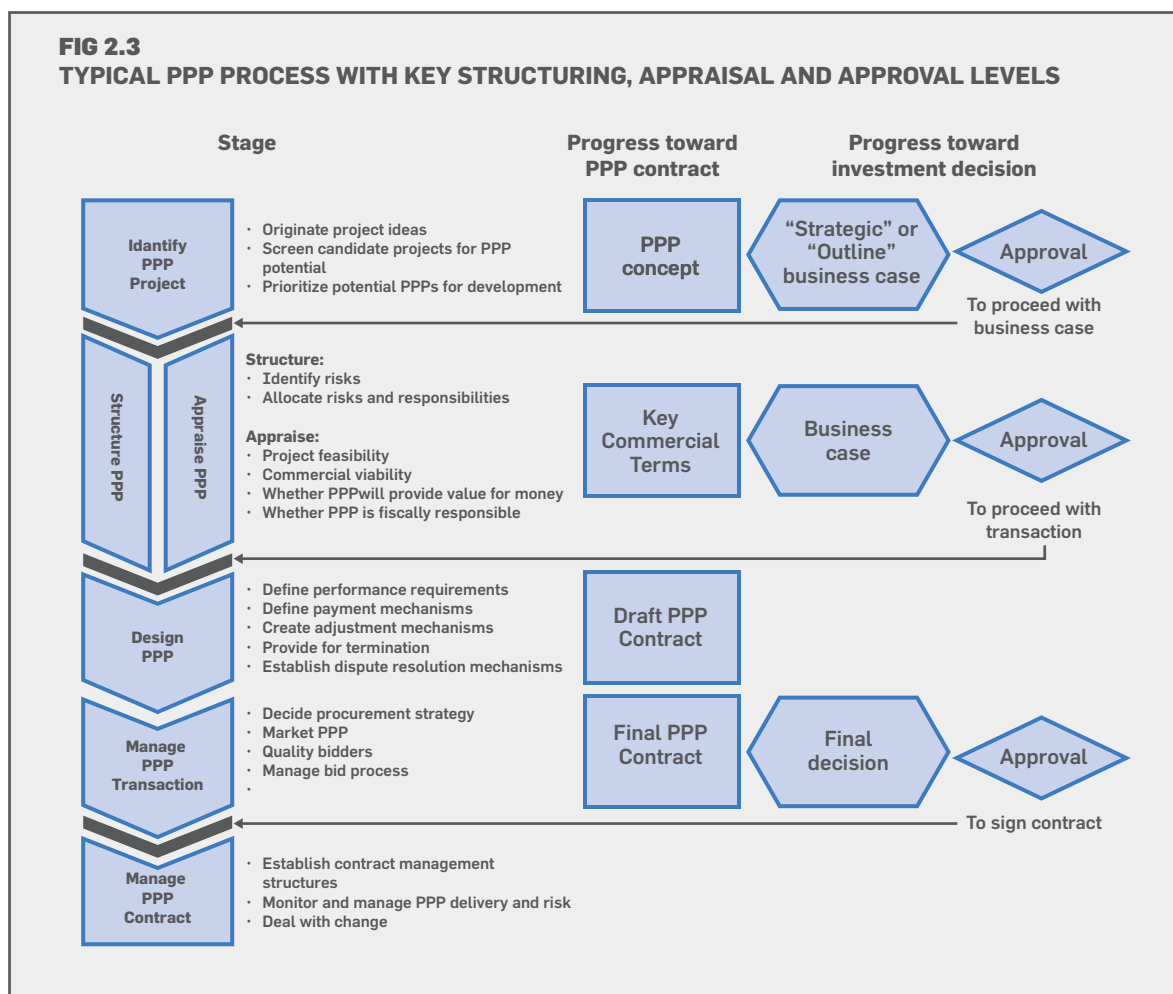 FIG 2.3
TYPICAL PPP PROCESS WITH KEY STRUCTURING, APPRAISAL AND APPROVAL LEVELS
Stage
Progress toward
PPP contract
Progress toward
investment decision
Identify
PPP
Project
· Originate project ideas
· Screen candidate projects for PPP
potential
· Prioritize potential PPPs for development
PPP
concept
“Strategic” or
“Outline”
business case
Approval
To proceed with
business case
Structure PPP
Appraise PPP
Structure:
· Identify risks
· Allocate risks and responsibilities
Appraise:
· Project feasibility
· Commercial viability
· Whether PPPwill provide value for money
· Whether PPP is fiscally responsible
Key
Commercial
Terms
Business
case
Approval
To proceed with
transaction
Design
PPP
· Define performance requirements
· Define payment mechanisms
· Create adjustment mechanisms
· Provide for termination
· Establish dispute resolution mechanisms
Draft PPP
Contract
Manage
PPP
Transaction
· Decide procurement strategy
· Market PPP
· Quality bidders
· Manage bid process
·
Final PPP
Contract
Final
decision
Approval
To sign contract
Manage
PPP
Contract
· Establish contract management
structures
· Monitor and manage PPP delivery and risk
· Deal with change